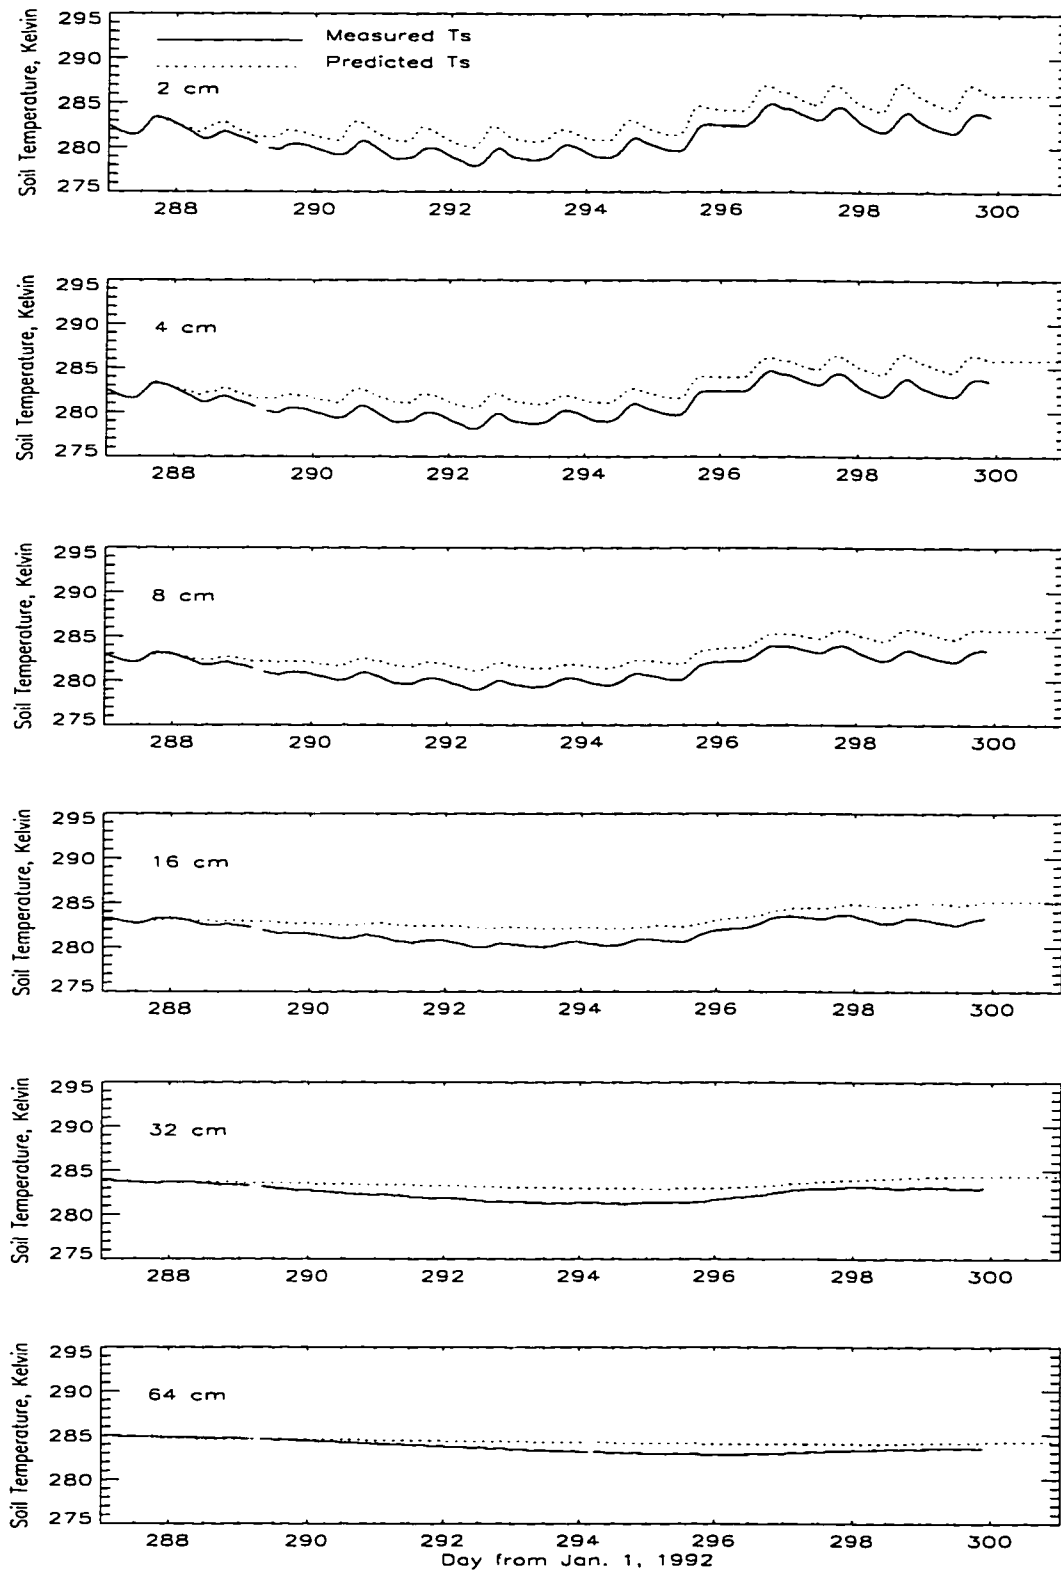 295
290
285
280
275
Soil Temperature, Kelvin
Measured Ts
Predicted Ts
2 cm
288 290 292 294 296 298 300
295
290
285
280
275
Soil Temperature, Kelvin
4 cm
288 290 292 294 296 298 300
295
290
285
280
275
Soil Temperature, Kelvin
8 cm
288 290 292 294 296 298 300
295
290
285
280
275
Soil Temperature, Kelvin
16 cm
288 290 292 294 296 298 300
295
290
285
280
275
Soil Temperature, Kelvin
32 cm
288 290 292 294 296 298 300
295
290
285
280
275
Soil Temperature, Kelvin
64 cm
288 290 292 294 296 298 300
Day from Jan. 1, 1992